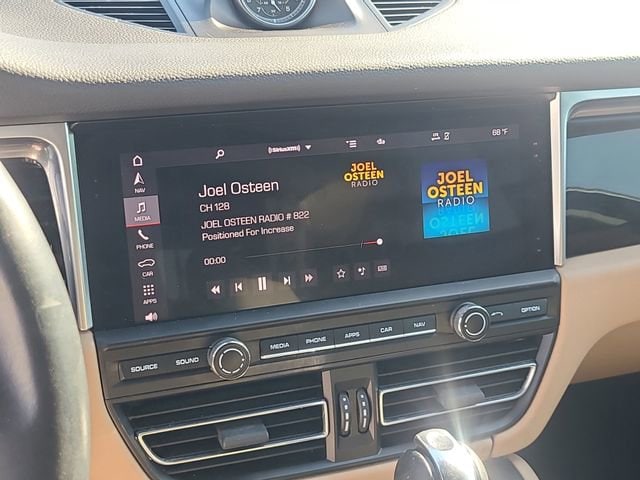 ((SiriusXM))
68 °F
NAV
MEDIA
PHONE
CAR
APPS
Joel Osteen
CH 128
JOEL OSTEEN RADIO # 822
Positioned For Increase
00:00
JOEL
OSTEEN
RADIO
JOEL
OSTEEN
RADIO
SOURCE
SOUND
MEDIA
PHONE
APPS
CAR
NAV
OPTION